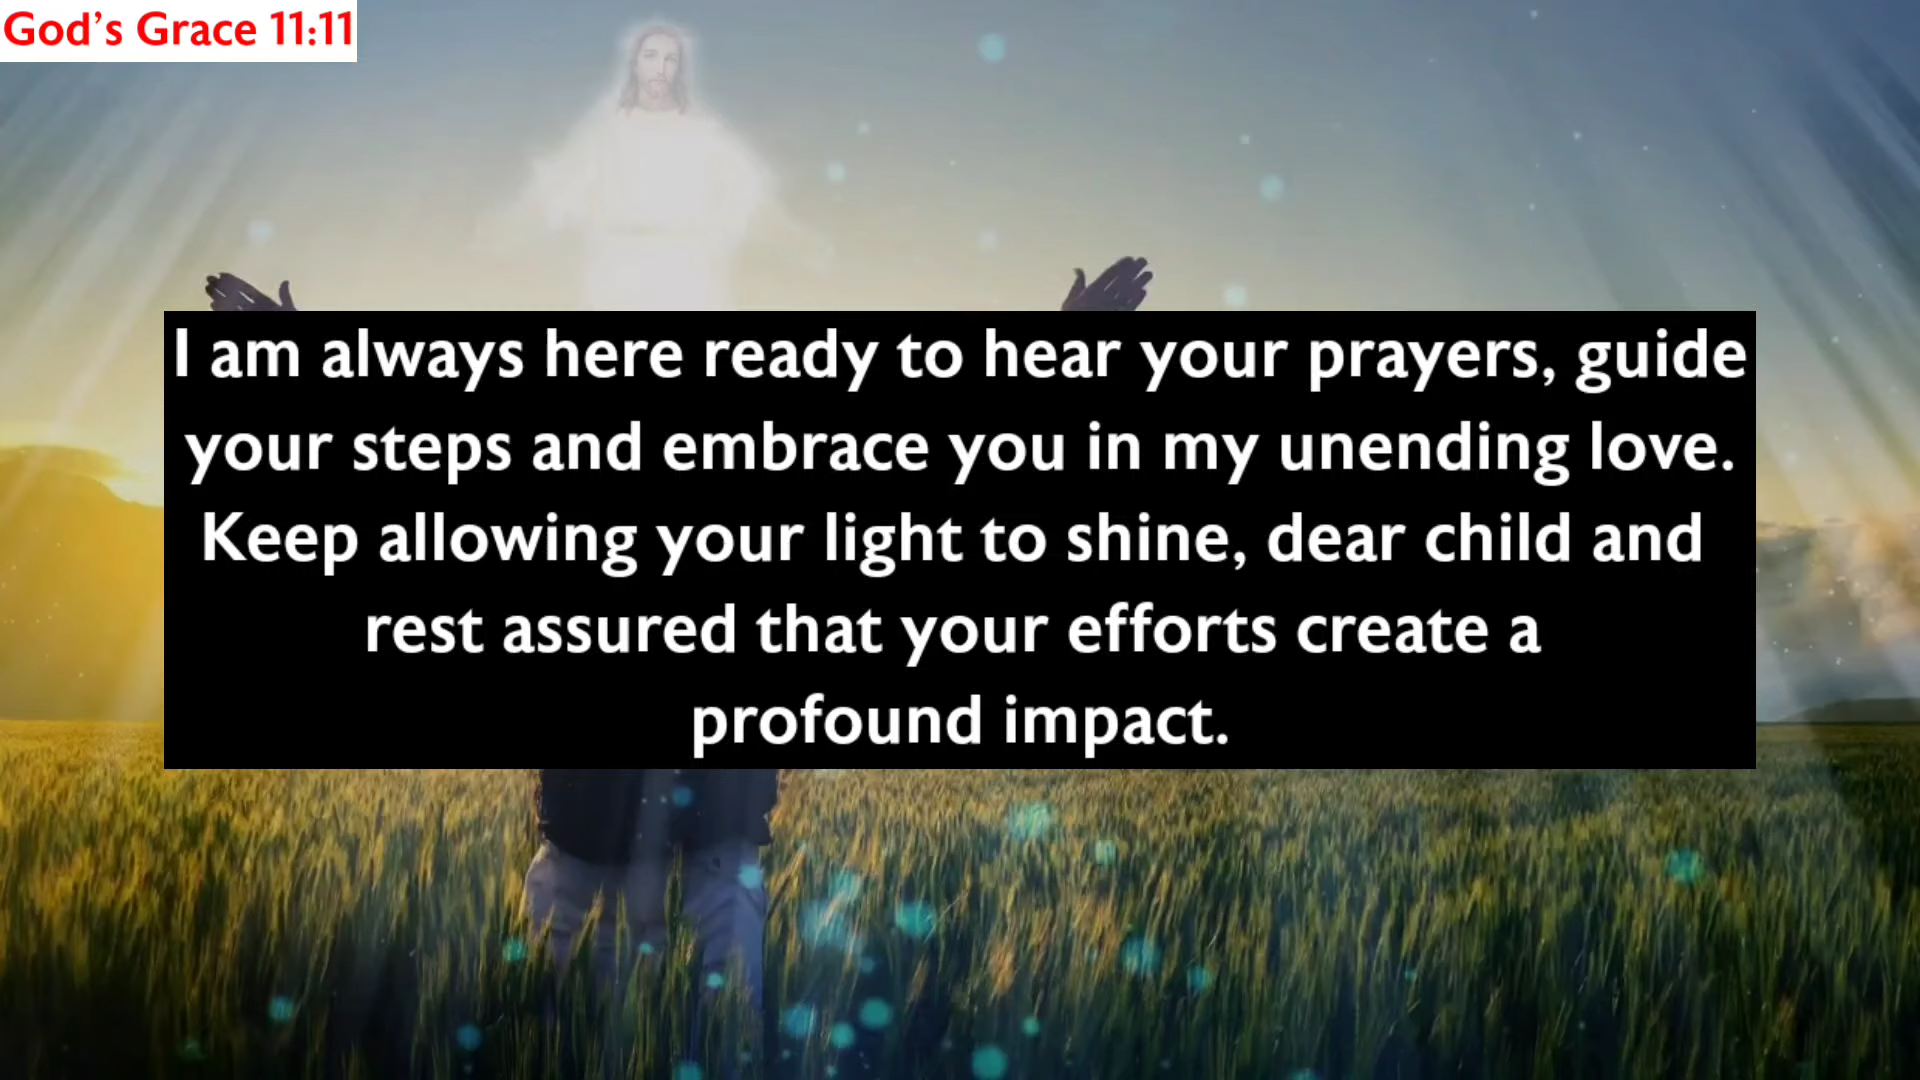 God’s Grace 11:11
I am always here ready to hear your prayers, guide
your steps and embrace you in my unending love.
Keep allowing your light to shine, dear child and
rest assured that your efforts create a
profound impact.